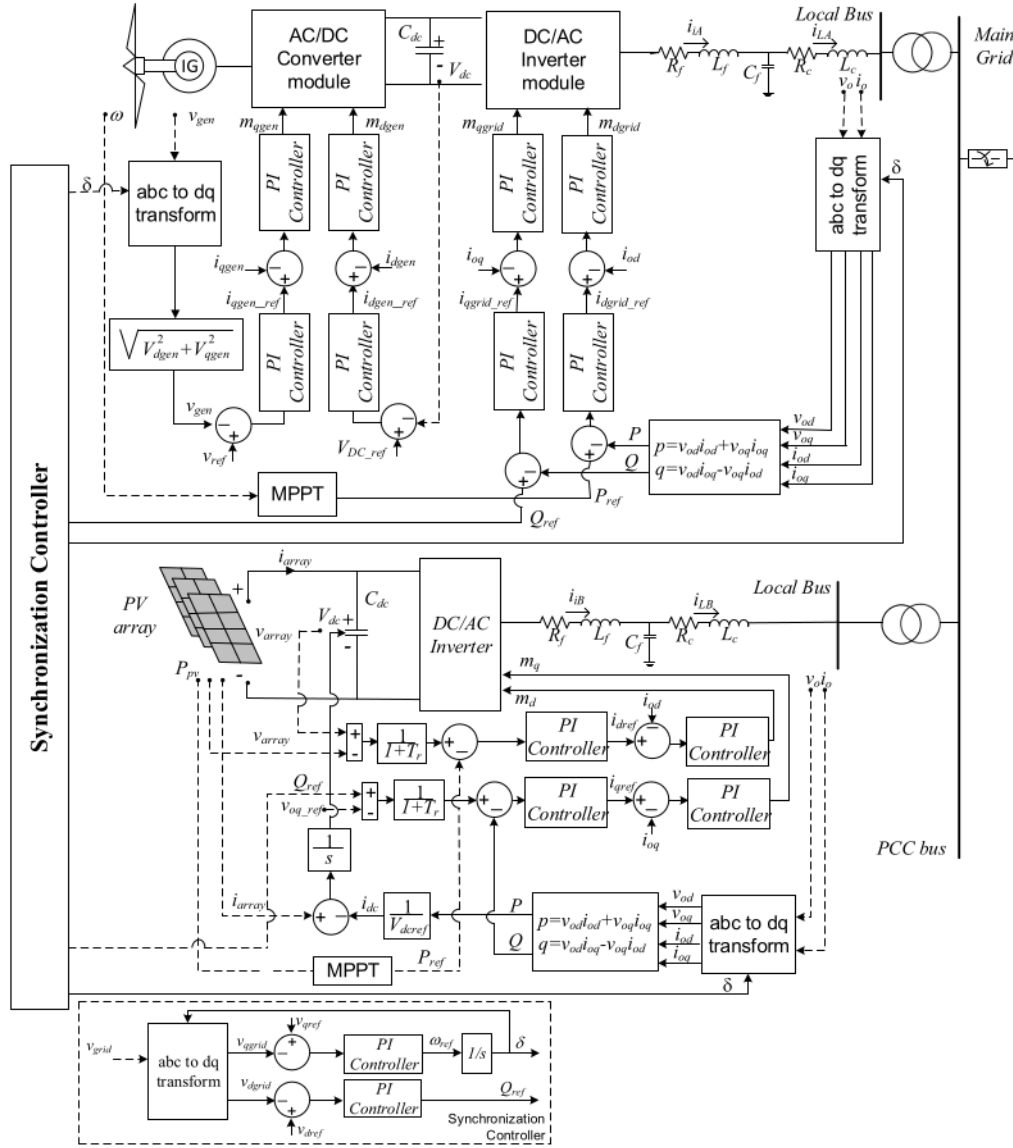 AC/DC
Converter
module
C_dc
+
-
V_dc
DC/AC
Inverter
module
i_iA
R_f
L_f
C_f
i_LA
R_c
L_c
Local Bus
Main
Grid
IG
ω
v_gen
m_qgen
m_dgen
m_qgrid
m_dgrid
v_o i_o
δ
abc to dq
transform
PI
Controller
PI
Controller
PI
Controller
PI
Controller
abc to dq
transform
δ
i_qgen
i_dgen
i_oq
i_od
i_qgen_ref
i_dgen_ref
i_qgrid_ref
i_dgrid_ref
√V²_dgen+V²_qgen
PI
Controller
PI
Controller
PI
Controller
PI
Controller
v_gen
v_ref
V_DC_ref
P
Q
p=v_od i_od+v_oq i_oq
q=v_od i_oq-v_oq i_od
v_od
v_oq
i_od
i_oq
MPPT
P_ref
Q_ref
Synchronization Controller
PV
array
i_array
+
v_array
-
P_pv
V_dc
+
-
C_dc
DC/AC
Inverter
i_iB
R_f
L_f
C_f
i_LB
R_c
L_c
Local Bus
m_q
m_d
v_o i_o
v_array
+
-
1
1+T_r
PI
Controller
i_dref
i_od
PI
Controller
Q_ref
v_oq_ref
+
-
1
1+T_r
PI
Controller
i_qref
i_oq
PI
Controller
PCC bus
1
s
i_array
i_dc
1
V_dcref
P
Q
p=v_od i_od+v_oq i_oq
q=v_od i_oq-v_oq i_od
v_od
v_oq
i_od
i_oq
abc to dq
transform
MPPT
P_ref
δ
v_grid
abc to dq
transform
v_qgrid
v_qref
PI
Controller
ω_ref
1/s
δ
v_dgrid
v_dref
PI
Controller
Q_ref
Synchronization
Controller